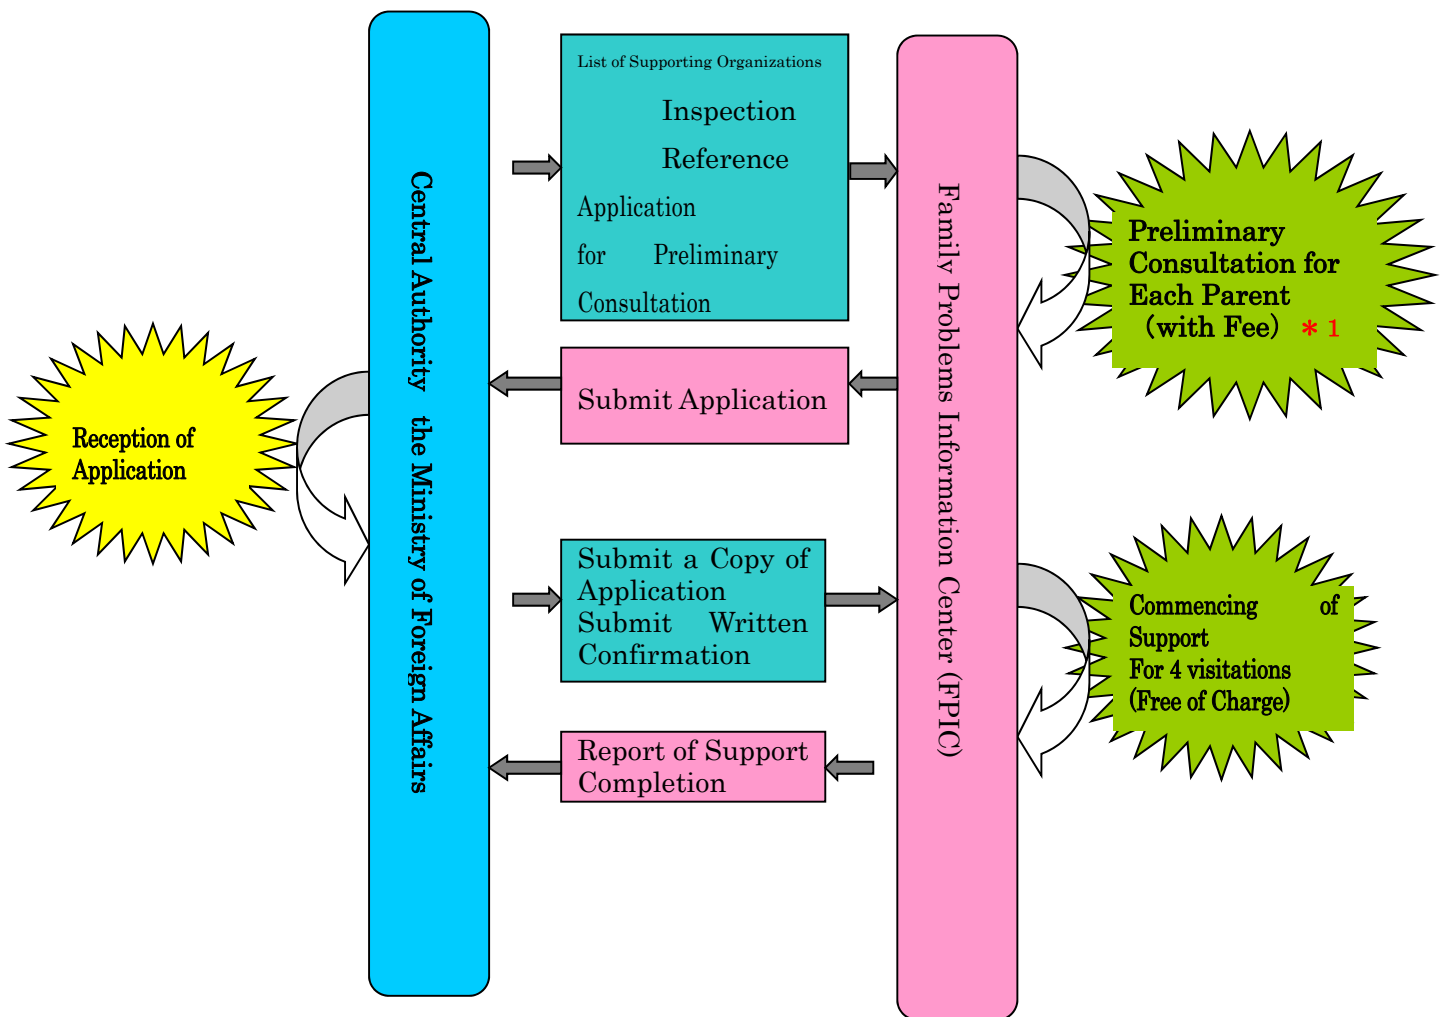 List of Supporting Organizations
Inspection
Reference
Application
for Preliminary
Consultation
Central Authority the Ministry of Foreign Affairs
Family Problems Information Center (FPIC)
Preliminary
Consultation for
Each Parent
(with Fee) *1
Submit Application
Reception of
Application
Submit a Copy of
Application
Submit Written
Confirmation
Commencing of
Support
For 4 visitations
(Free of Charge)
Report of Support
Completion